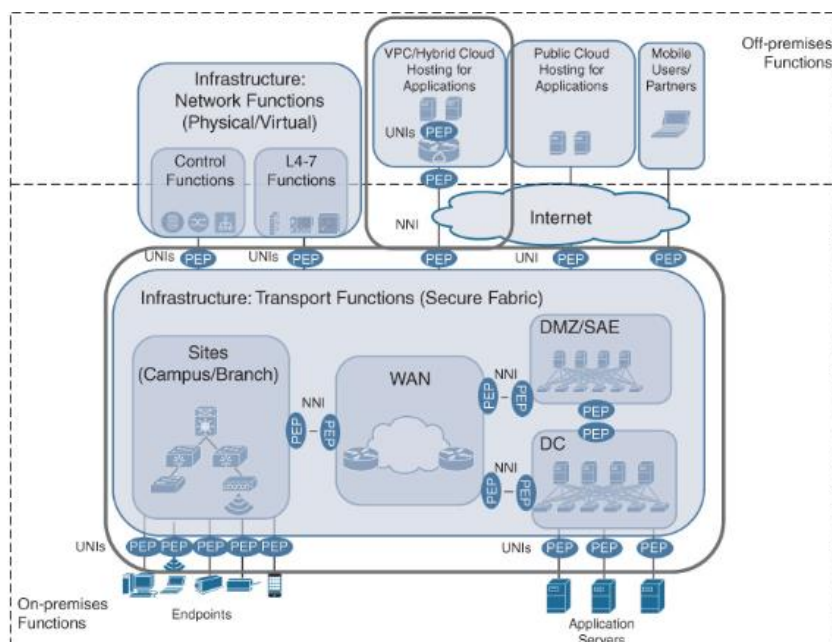 Off-premises
Functions
Infrastructure:
Network Functions
(Physical/Virtual)
Control
Functions
L4-7
Functions
VPC/Hybrid Cloud
Hosting for
Applications
UNIs
PEP
PEP
Public Cloud
Hosting for
Applications
Mobile
Users/
Partners
NNI
Internet
UNIs
PEP
UNIs
PEP
PEP
UNI
PEP
PEP
Infrastructure: Transport Functions (Secure Fabric)
Sites
(Campus/Branch)
NNI
PEP
PEP
WAN
NNI
PEP
PEP
DMZ/SAE
PEP
PEP
NNI
PEP
PEP
DC
UNIs
PEP
PEP
PEP
PEP
PEP
UNIs
PEP
PEP
PEP
On-premises
Functions
Endpoints
Application
Servers